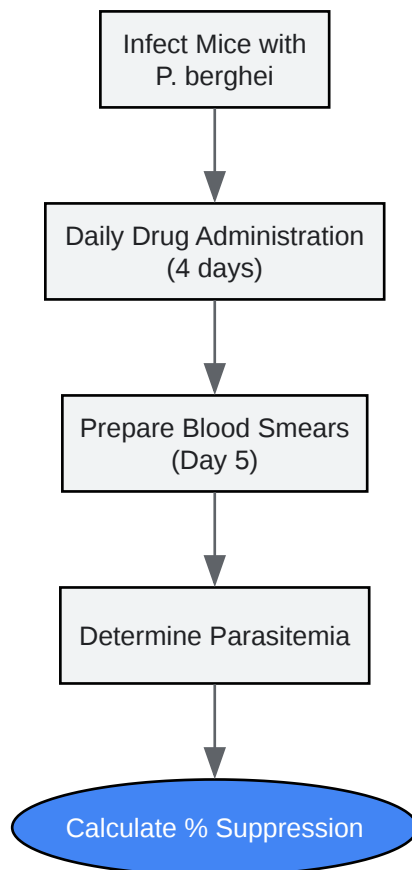 Infect Mice with
P. berghei
Daily Drug Administration
(4 days)
Prepare Blood Smears
(Day 5)
Determine Parasitemia
Calculate % Suppression